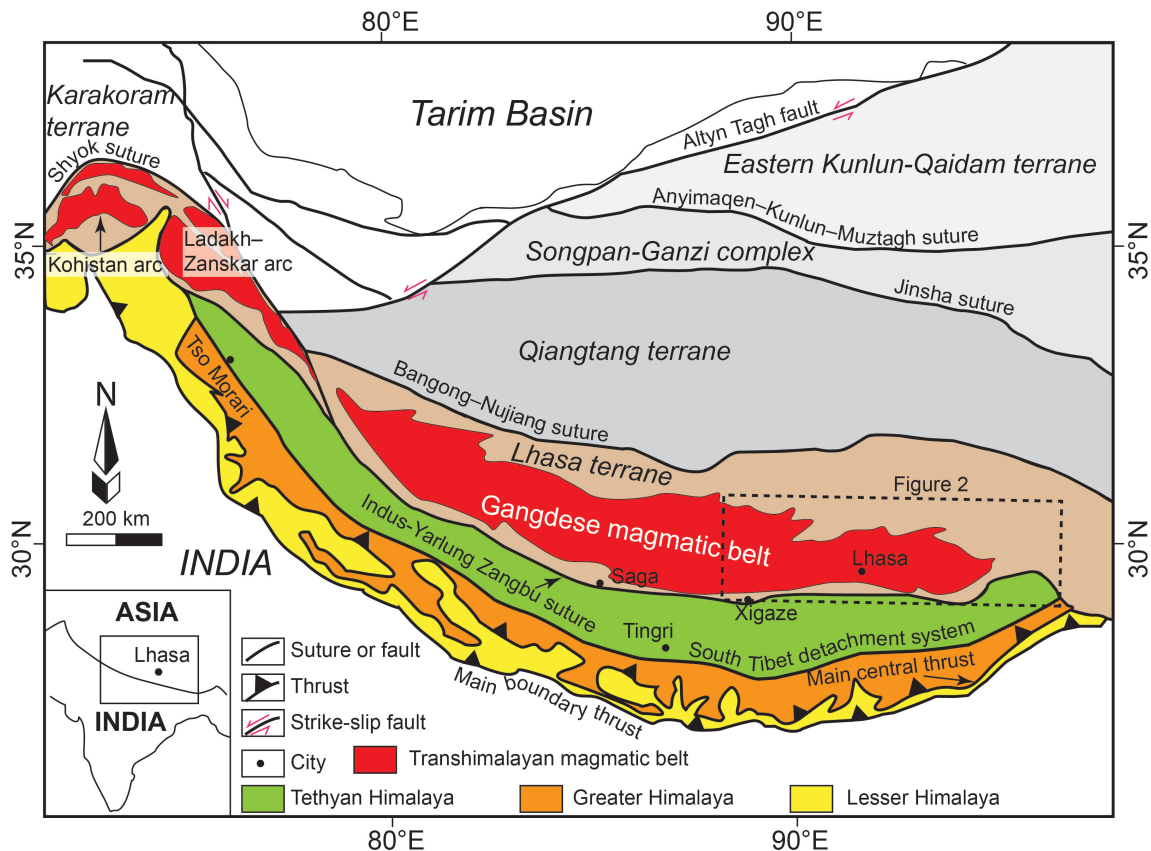 80°E
90°E
Karakoram
terrane
Tarim Basin
Altyn Tagh fault
Shyok suture
Eastern Kunlun-Qaidam terrane
Anyimaqen–Kunlun–Muztagh suture
35°N
35°N
Ladakh–
Zanskar arc
Kohistan arc
Songpan-Ganzi complex
Jinsha suture
Qiangtang terrane
Tso Morari
Bangong–Nujiang suture
N
Lhasa terrane
Figure 2
200 km
Gangdese magmatic belt
30°N
30°N
INDIA
Indus-Yarlung Zangbu suture
Lhasa
Saga
Xigaze
Tingri
South Tibet detachment system
Main central thrust
Main boundary thrust
ASIA
Lhasa
INDIA
Suture or fault
Thrust
Strike-slip fault
City
Transhimalayan magmatic belt
Tethyan Himalaya
Greater Himalaya
Lesser Himalaya
80°E
90°E